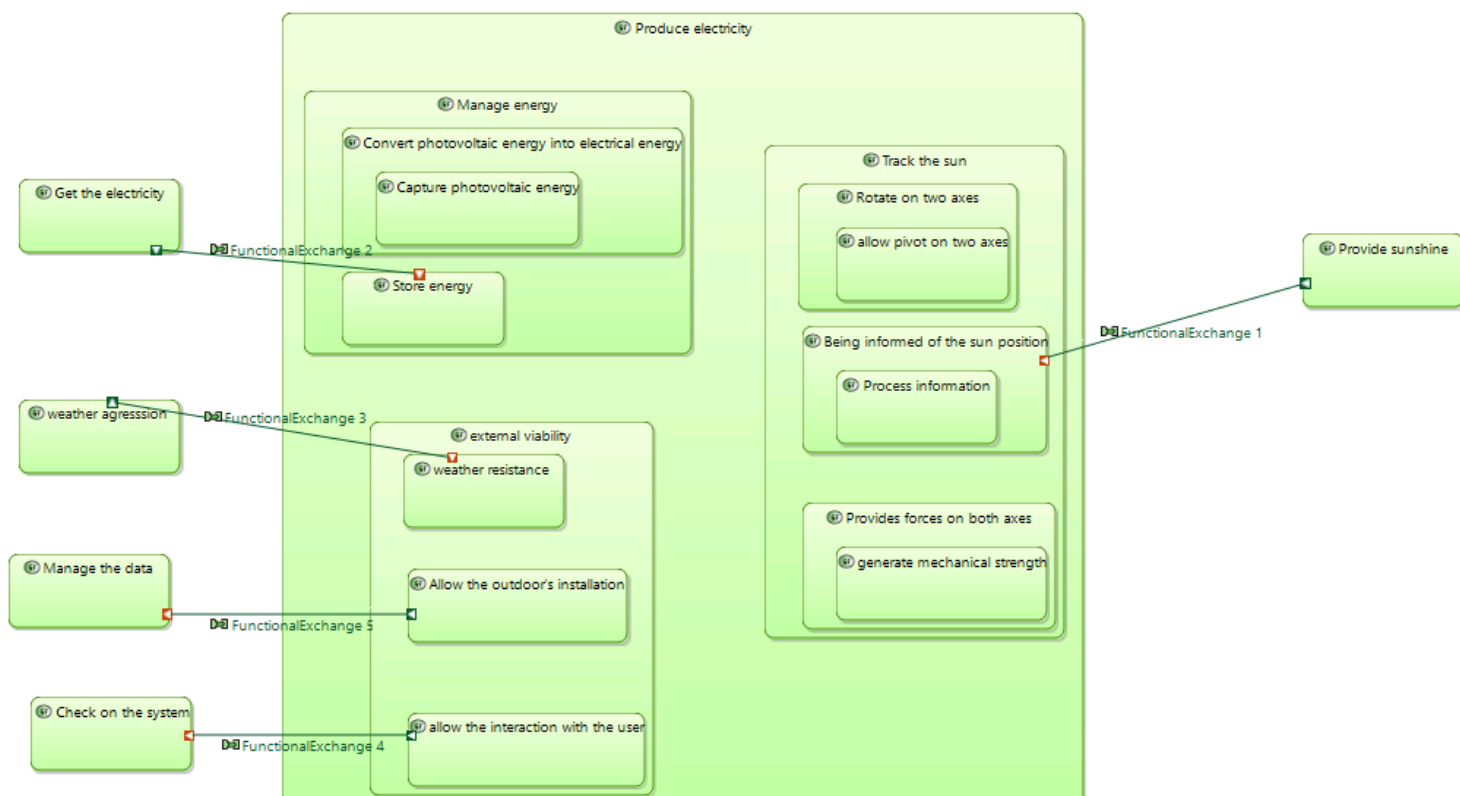 Produce electricity
Manage energy
Convert photovoltaic energy into electrical energy
Capture photovoltaic energy
Store energy
Track the sun
Rotate on two axes
allow pivot on two axes
Being informed of the sun position
Process information
Provides forces on both axes
generate mechanical strength
external viability
weather resistance
Allow the outdoor's installation
allow the interaction with the user
Get the electricity
FunctionalExchange 2
weather agresssion
FunctionalExchange 3
Manage the data
FunctionalExchange 5
Check on the system
FunctionalExchange 4
Provide sunshine
FunctionalExchange 1